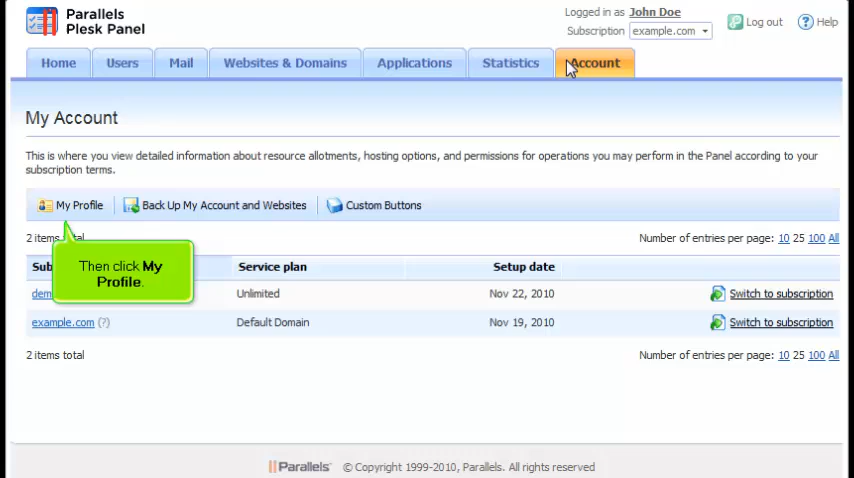 Parallels
Plesk Panel
Logged in as John Doe
Subscription example.com
Log out
Help
Home Users Mail Websites & Domains Applications Statistics Account
My Account
This is where you view detailed information about resource allotments, hosting options, and permissions for operations you may perform in the Panel according to your
subscription terms.
My Profile Back Up My Account and Websites Custom Buttons
2 items total Number of entries per page: 10 25 100 All
Then click My
Profile.
Sub Service plan Setup date
dem Unlimited Nov 22, 2010 Switch to subscription
example.com (?) Default Domain Nov 19, 2010 Switch to subscription
2 items total Number of entries per page: 10 25 100 All
Parallels © Copyright 1999-2010, Parallels. All rights reserved